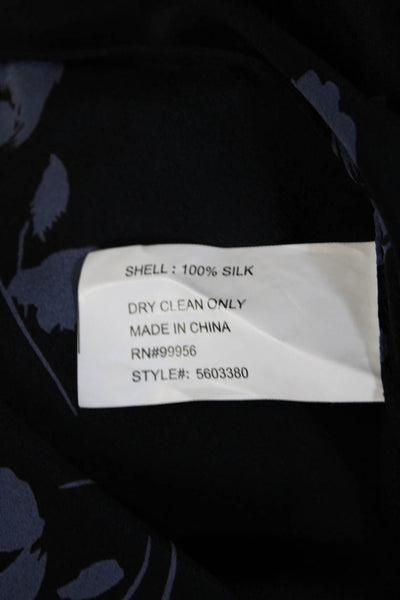 SHELL : 100% SILK
DRY CLEAN ONLY
MADE IN CHINA
RN#99956
STYLE#: 5603380